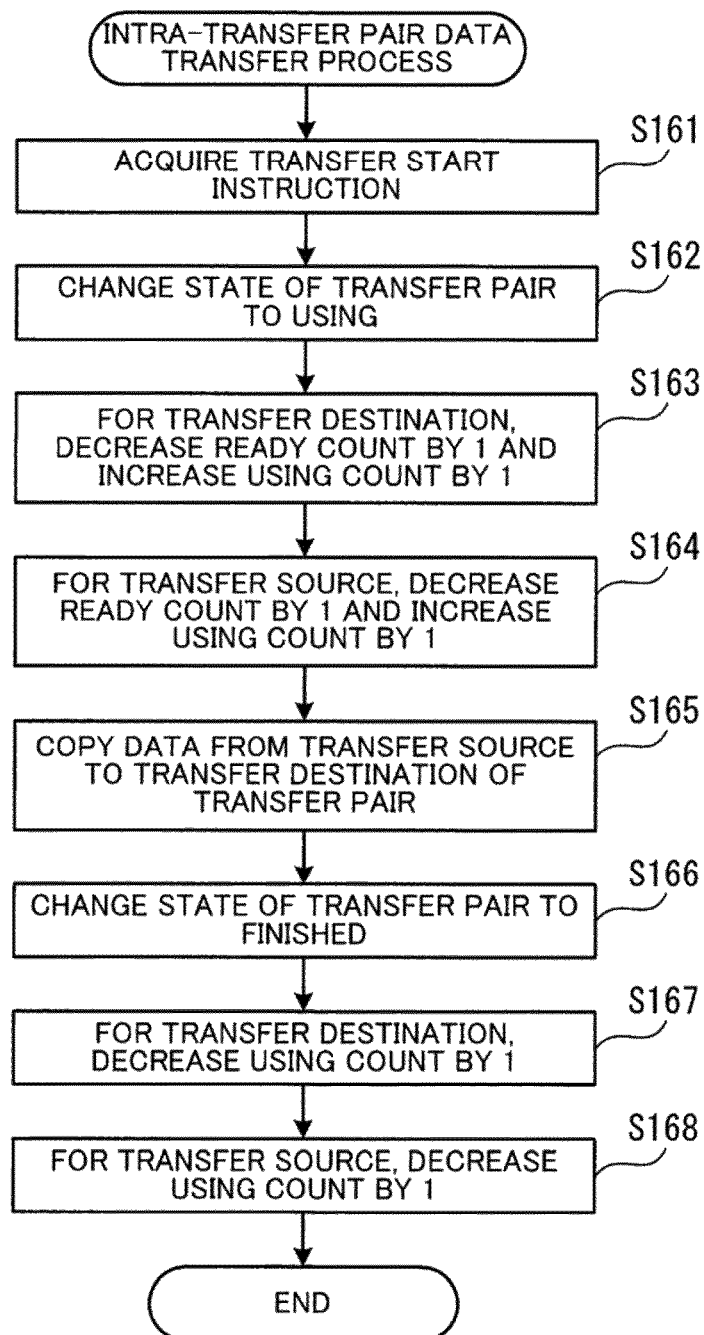 INTRA-TRANSFER PAIR DATA
TRANSFER PROCESS
S161
ACQUIRE TRANSFER START
INSTRUCTION
S162
CHANGE STATE OF TRANSFER PAIR
TO USING
S163
FOR TRANSFER DESTINATION,
DECREASE READY COUNT BY 1 AND
INCREASE USING COUNT BY 1
S164
FOR TRANSFER SOURCE, DECREASE
READY COUNT BY 1 AND INCREASE
USING COUNT BY 1
S165
COPY DATA FROM TRANSFER SOURCE
TO TRANSFER DESTINATION OF
TRANSFER PAIR
S166
CHANGE STATE OF TRANSFER PAIR TO
FINISHED
S167
FOR TRANSFER DESTINATION,
DECREASE USING COUNT BY 1
S168
FOR TRANSFER SOURCE, DECREASE
USING COUNT BY 1
END